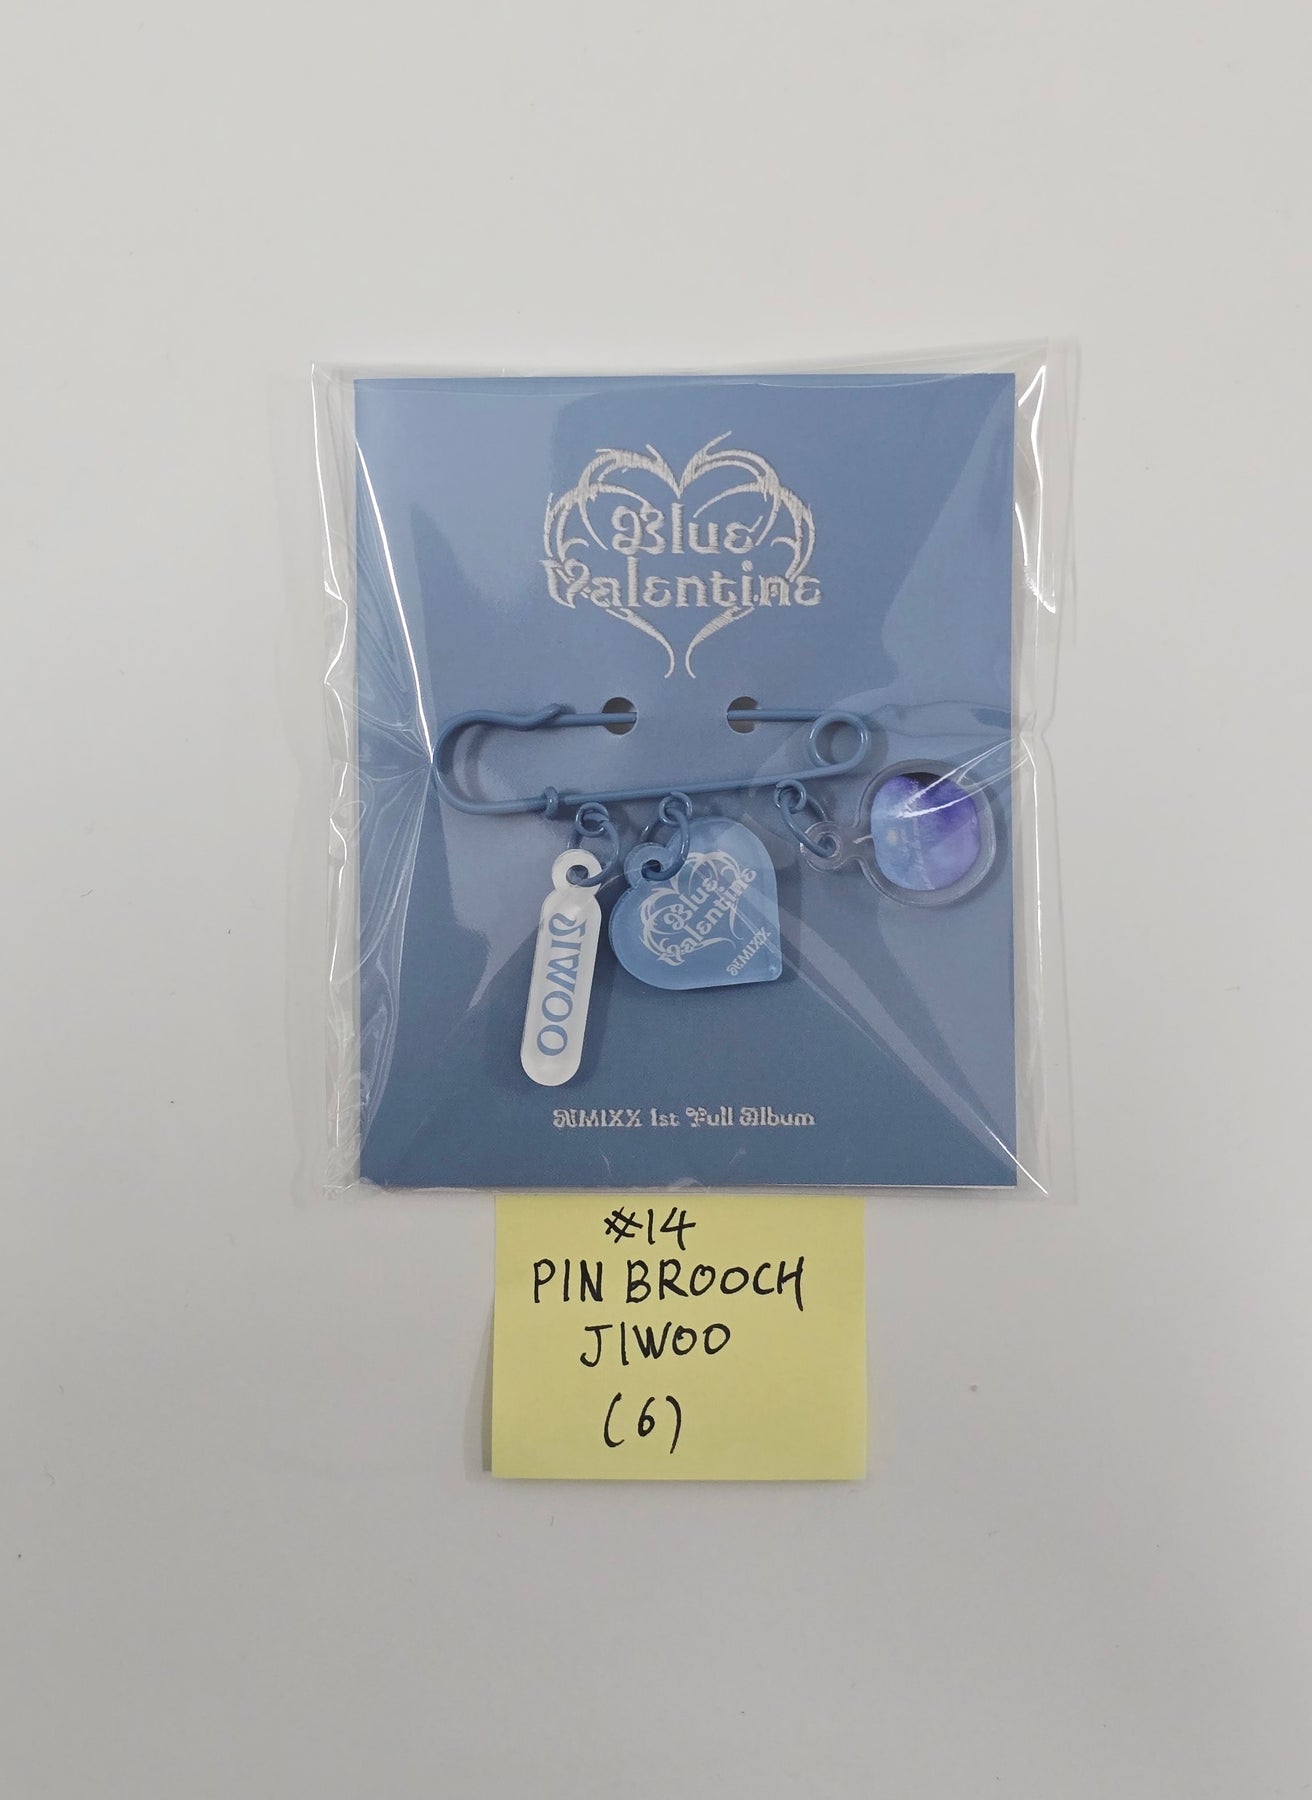 Blue
Valentine
JIWOO
Blue
Valentine
NMIXX
NMIXX 1st Full Album
#14
PIN BROOCH
JIWOO
(6)